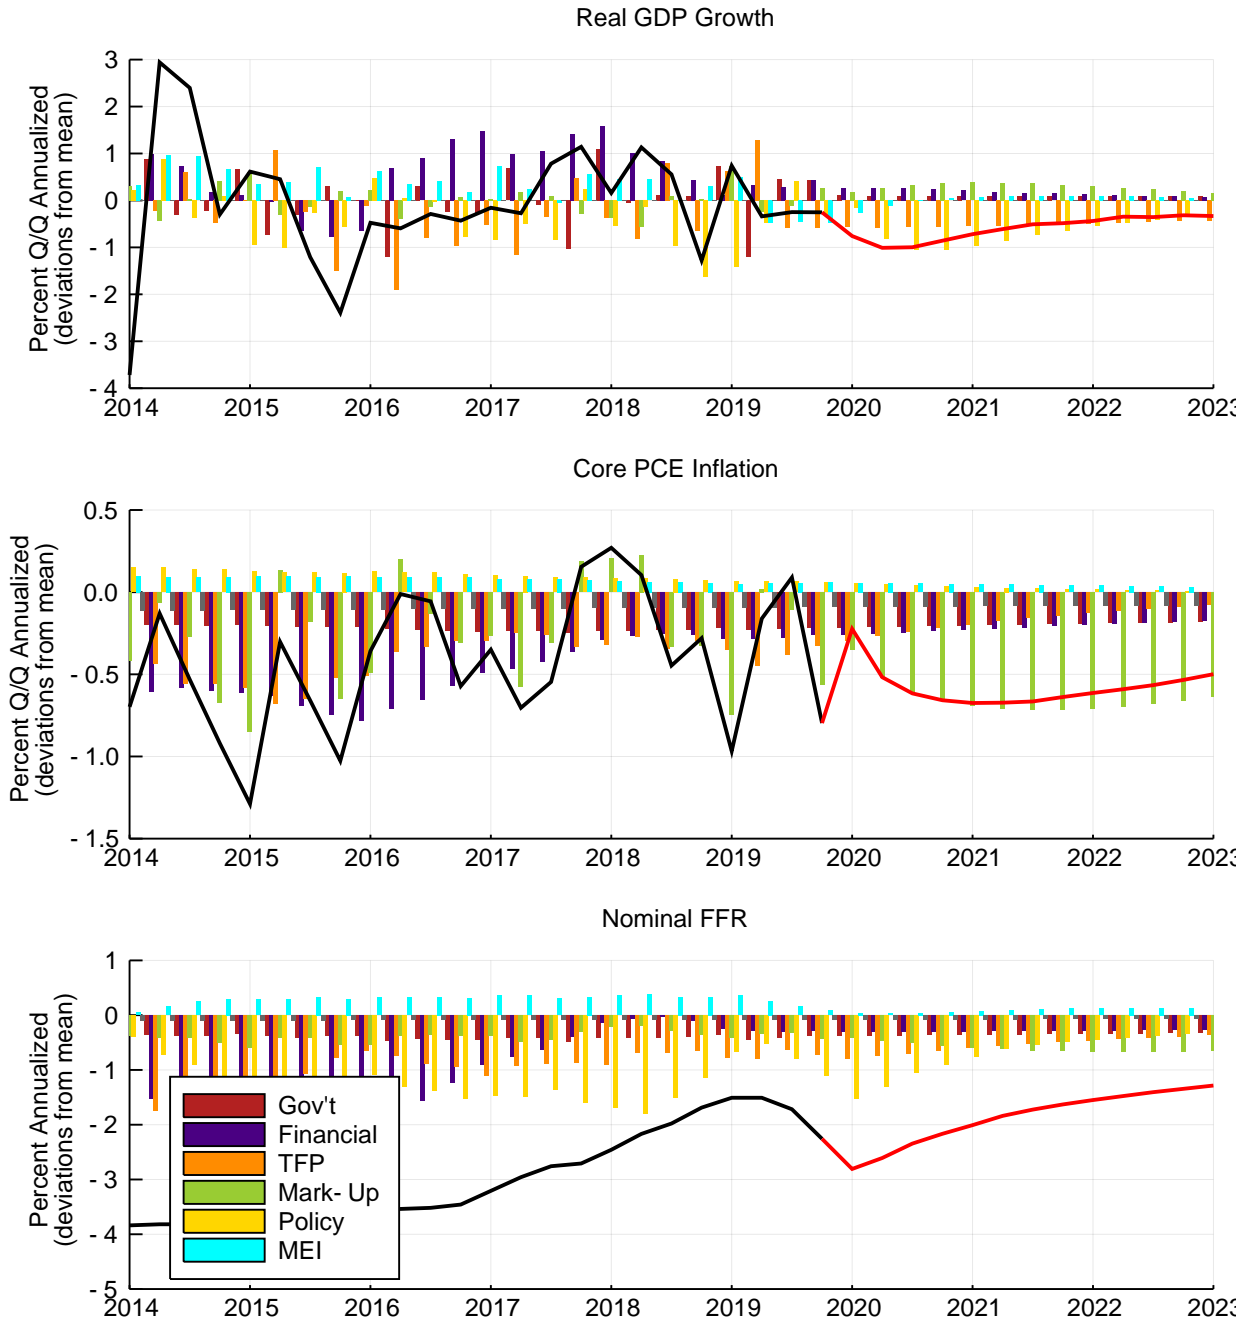 Real GDP Growth
Percent Q/Q Annualized
(deviations from mean)
3
2
1
0
- 1
- 2
- 3
- 4
2014 2015 2016 2017 2018 2019 2020 2021 2022 2023
Core PCE Inflation
Percent Q/Q Annualized
(deviations from mean)
0.5
0.0
- 0.5
- 1.0
- 1.5
2014 2015 2016 2017 2018 2019 2020 2021 2022 2023
Nominal FFR
Percent Annualized
(deviations from mean)
1
0
- 1
- 2
- 3
- 4
- 5
Gov't
Financial
TFP
Mark- Up
Policy
MEI
2014 2015 2016 2017 2018 2019 2020 2021 2022 2023